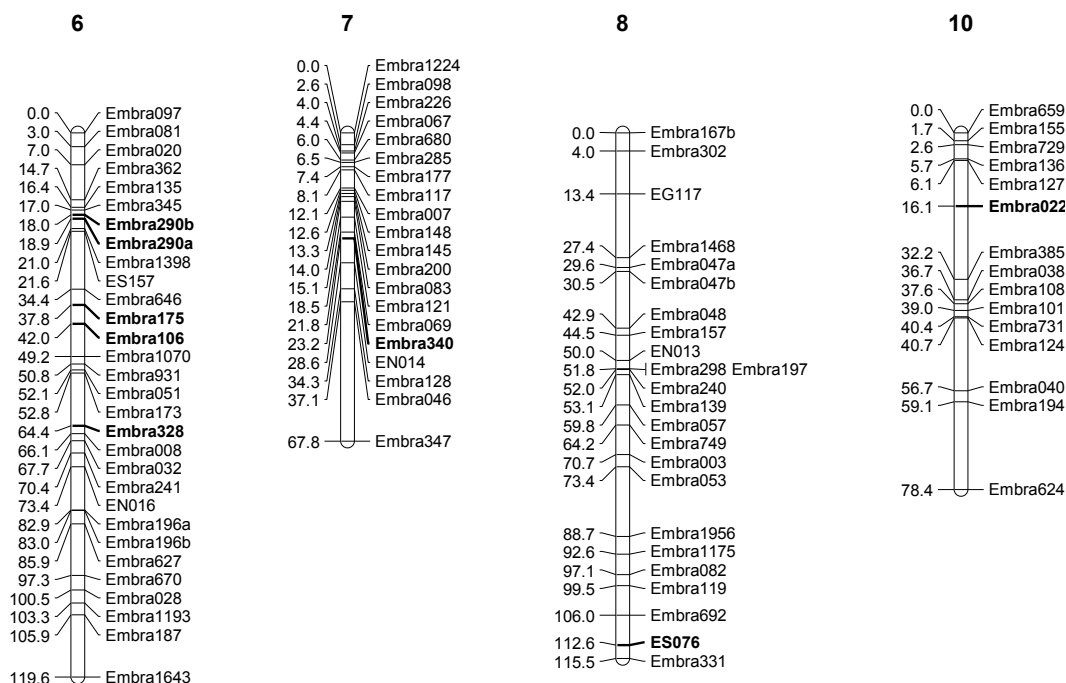 6
0.0 Embra097
3.0 Embra081
7.0 Embra020
14.7 Embra362
16.4 Embra135
17.0 Embra345
18.0 Embra290b
18.9 Embra290a
21.0 Embra1398
21.6 ES157
34.4 Embra646
37.8 Embra175
42.0 Embra106
49.2 Embra1070
50.8 Embra931
52.1 Embra051
52.8 Embra173
64.4 Embra328
66.1 Embra008
67.7 Embra032
70.4 Embra241
73.4 EN016
82.9 Embra196a
83.0 Embra196b
85.9 Embra627
97.3 Embra670
100.5 Embra028
103.3 Embra1193
105.9 Embra187
119.6 Embra1643
7
0.0 Embra1224
2.6 Embra098
4.0 Embra226
4.4 Embra067
6.0 Embra680
6.5 Embra285
7.4 Embra177
8.1 Embra117
12.1 Embra007
12.6 Embra148
13.3 Embra145
14.0 Embra200
15.1 Embra083
18.5 Embra121
21.8 Embra069
23.2 Embra340
28.6 EN014
34.3 Embra128
37.1 Embra046
67.8 Embra347
8
0.0 Embra167b
4.0 Embra302
13.4 EG117
27.4 Embra1468
29.6 Embra047a
30.5 Embra047b
42.9 Embra048
44.5 Embra157
50.0 EN013
51.8 Embra298 Embra197
52.0 Embra240
53.1 Embra139
59.8 Embra057
64.2 Embra749
70.7 Embra003
73.4 Embra053
88.7 Embra1956
92.6 Embra1175
97.1 Embra082
99.5 Embra119
106.0 Embra692
112.6 ES076
115.5 Embra331
10
0.0 Embra659
1.7 Embra155
2.6 Embra729
5.7 Embra136
6.1 Embra127
16.1 Embra022
32.2 Embra385
36.7 Embra038
37.6 Embra108
39.0 Embra101
40.4 Embra731
40.7 Embra124
56.7 Embra040
59.1 Embra194
78.4 Embra624